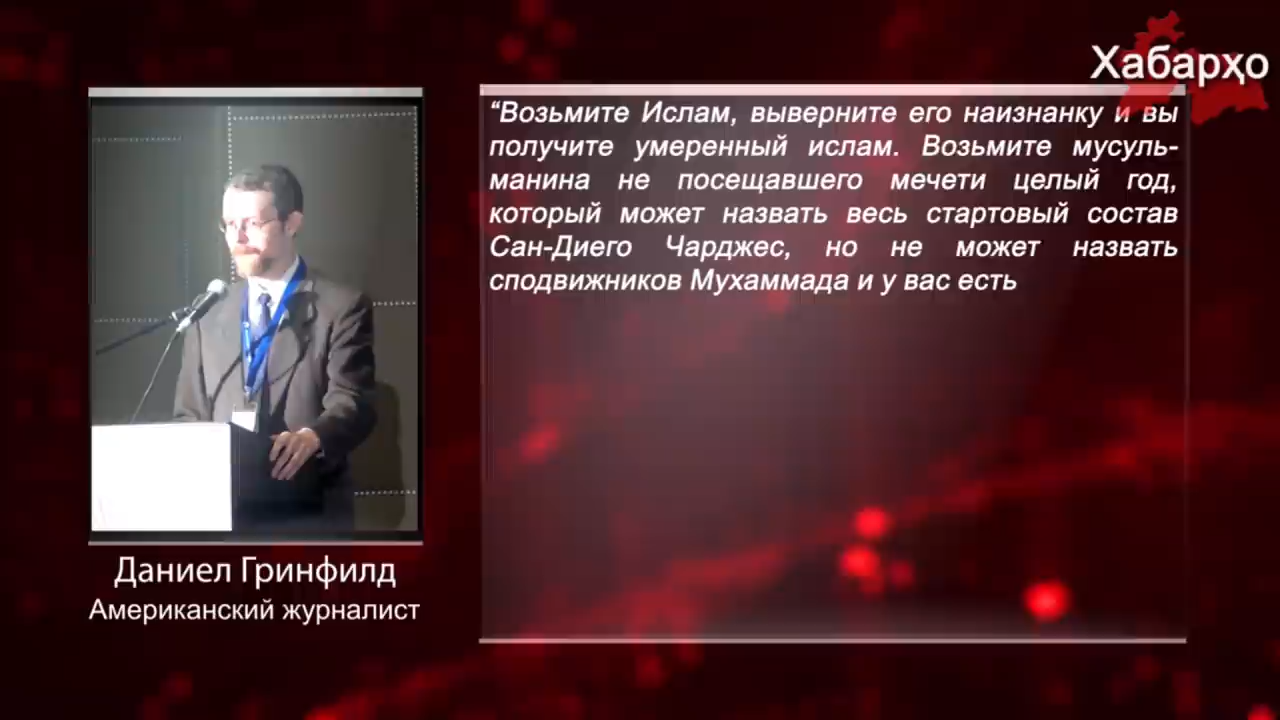 Хабарҳо
“Возьмите Ислам, выверните его наизнанку и вы
получите умеренный ислам. Возьмите мусуль-
манина не посещавшего мечети целый год,
который может назвать весь стартовый состав
Сан-Диего Чарджес, но не может назвать
сподвижников Мухаммада и у вас есть
Даниел Гринфилд
Американский журналист